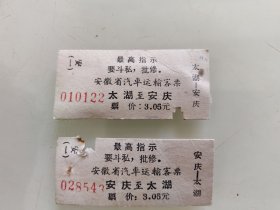 最高指示
要斗私,批修。
安徽省汽车运输客票
010122 太湖至安庆
票价:3.05元
太湖—安庆
最高指示
要斗私,批修。
安徽省汽车运输客票
028542 安庆至太湖
票价:3.05元
安庆—太湖